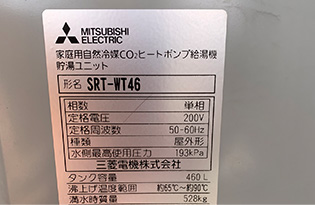 MITSUBISHI
ELECTRIC
家庭用自然冷媒CO₂ヒートポンプ給湯機
貯湯ユニット
形名 SRT-WT46
相数 単相
定格電圧 200V
定格周波数 50-60Hz
種類 屋外形
水側最高使用圧力 193kPa
三菱電機株式会社
タンク容量 460L
沸上げ温度範囲 約65℃~約90℃
満水時質量 528kg